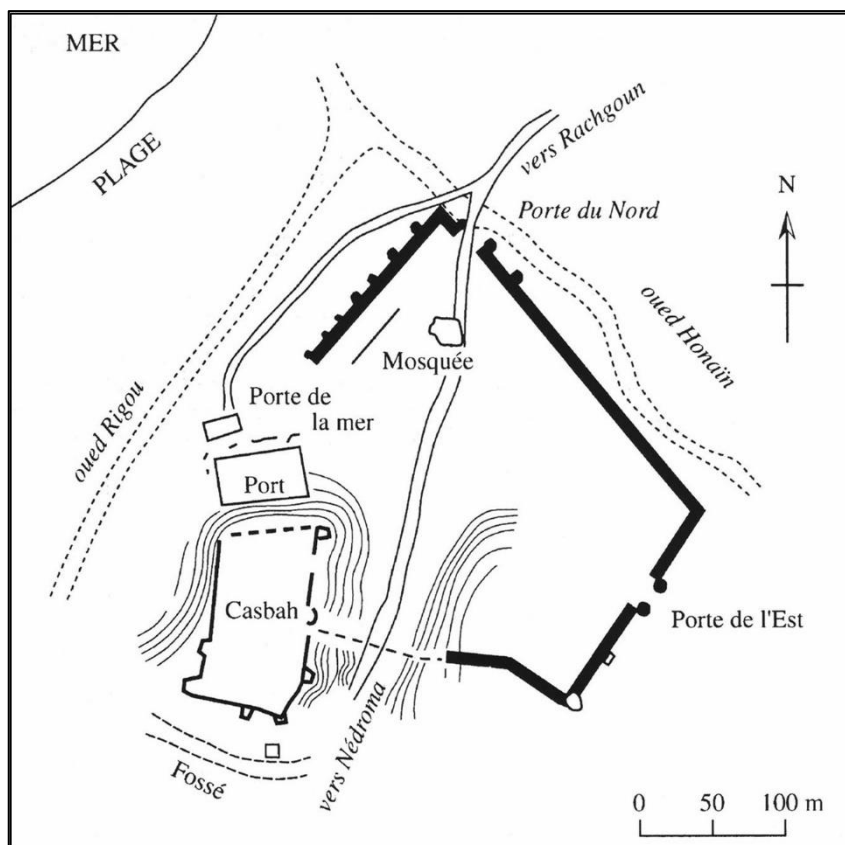 MER
PLAGE
vers Rachgoun
N
Porte du Nord
oued Honaïn
Mosquée
oued Rigou
Porte de
la mer
Port
Casbah
Porte de l'Est
vers Nédroma
Fossé
0 50 100 m